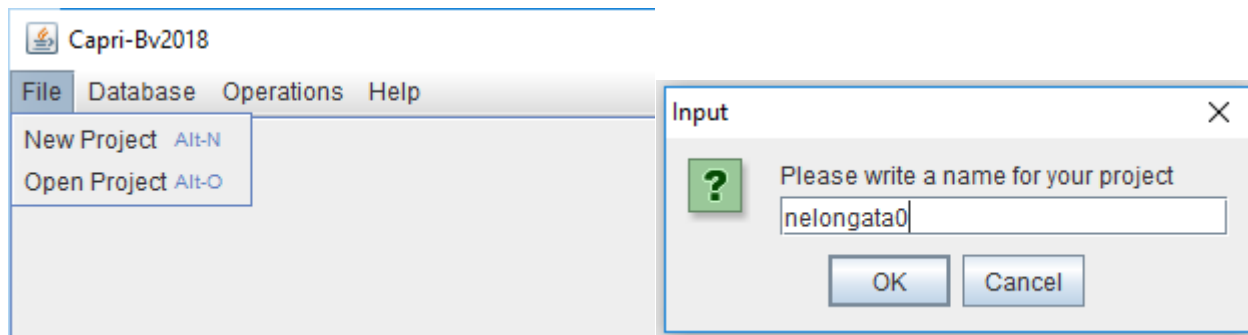 Capri-Bv2018
File Database Operations Help
New Project Alt-N
Open Project Alt-O
Input
Please write a name for your project
nelongata0
OK Cancel